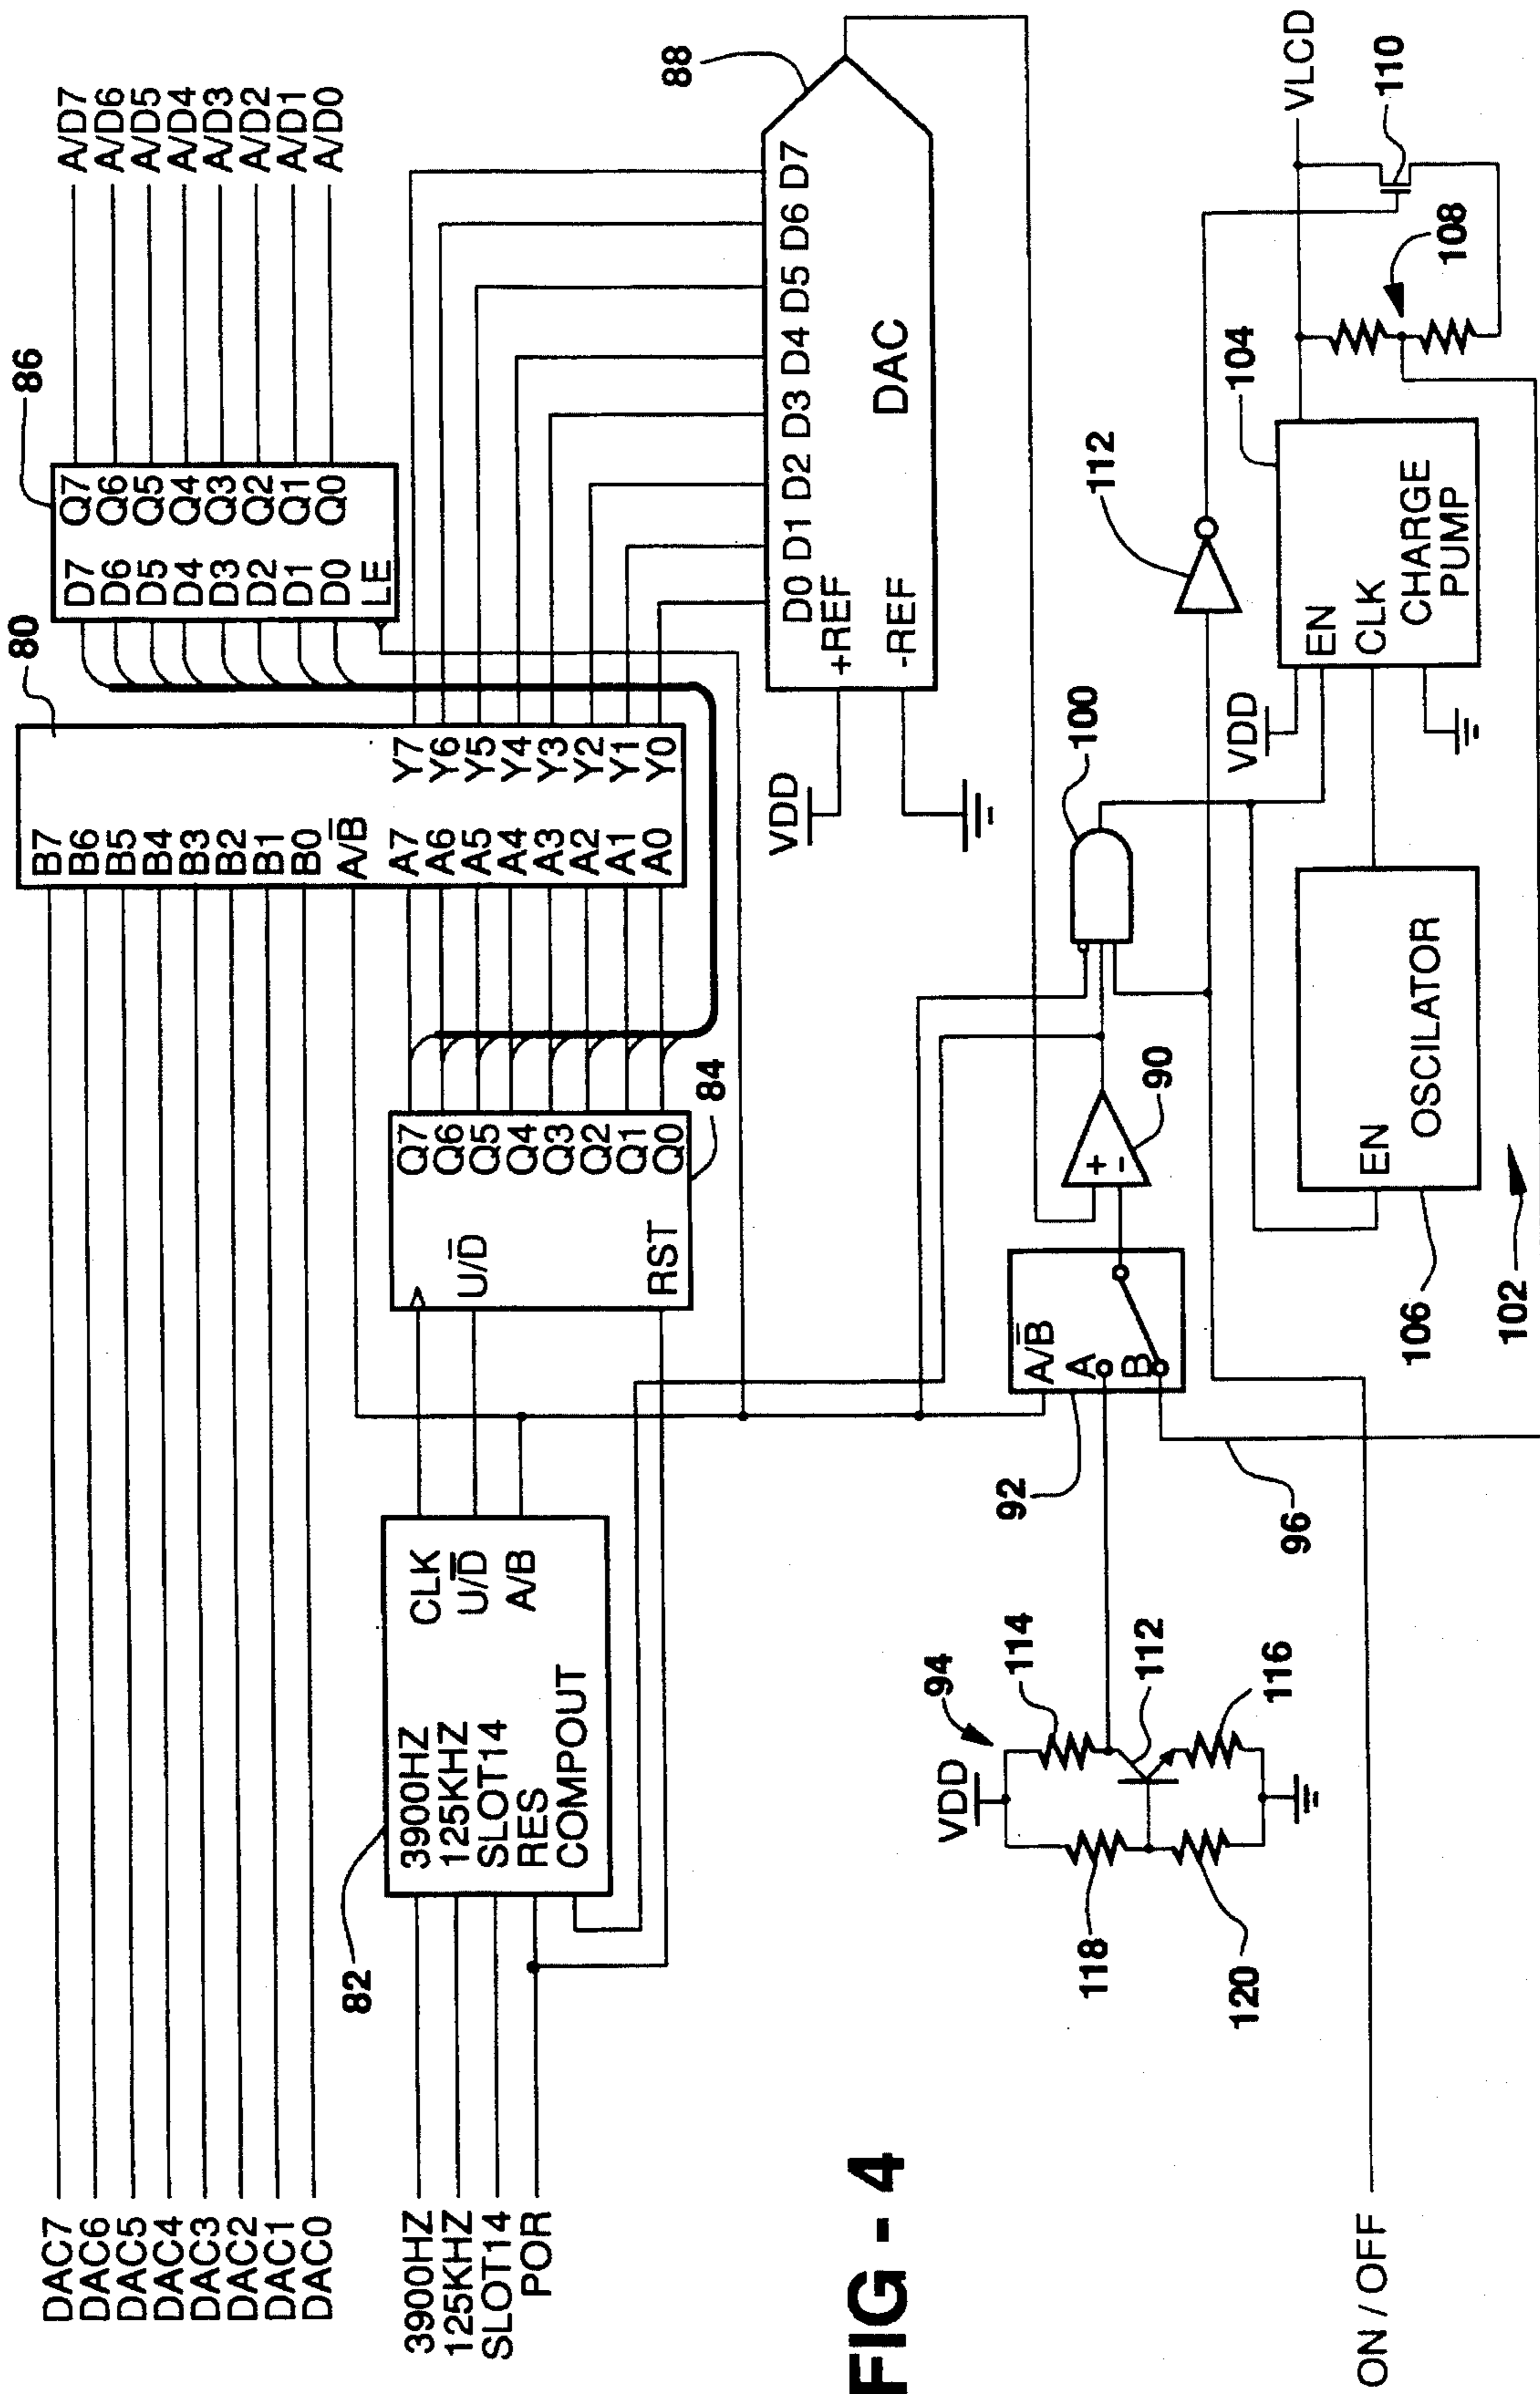 FIG - 4
DAC7
DAC6
DAC5
DAC4
DAC3
DAC2
DAC1
DAC0
3900HZ
125KHZ
SLOT14
POR
82
3900HZ
125KHZ
SLOT14
RES
COMPOUT
CLK
U/D̅
A/B
U/D̅
RST
Q7
Q6
Q5
Q4
Q3
Q2
Q1
Q0
84
80
B7
B6
B5
B4
B3
B2
B1
B0
A/B̅
A7
A6
A5
A4
A3
A2
A1
A0
Y7
Y6
Y5
Y4
Y3
Y2
Y1
Y0
86
D7
D6
D5
D4
D3
D2
D1
D0
LE
Q7
Q6
Q5
Q4
Q3
Q2
Q1
Q0
A/D7
A/D6
A/D5
A/D4
A/D3
A/D2
A/D1
A/D0
88
D0 D1 D2 D3 D4 D5 D6 D7
+REF
-REF
DAC
VDD
94
VDD
114
112
116
118
120
92
A/B̅
A
B
96
90
+
-
100
112
ON / OFF
102
106
EN
OSCILATOR
104
VDD
EN
CLK
CHARGE
PUMP
108
110
VLCD